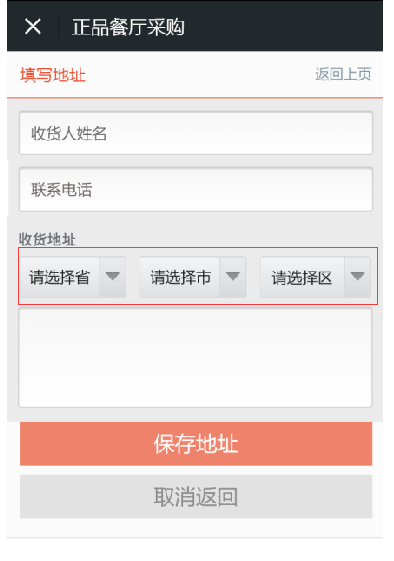 正品餐厅采购
填写地址 返回上页
收货人姓名
联系电话
收货地址
请选择省 请选择市 请选择区
保存地址
取消返回